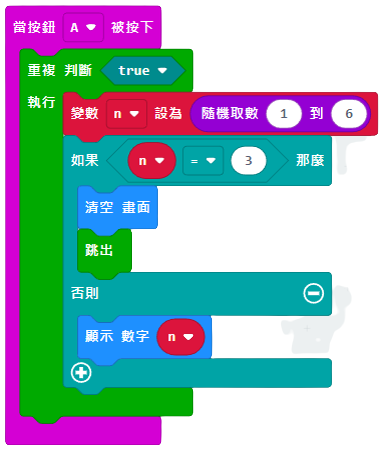 當按鈕 A 被按下
重複 判斷 true
執行 變數 n 設為 隨機取數 1 到 6
如果 n = 3 那麼
清空 畫面
跳出
否則
顯示 數字 n